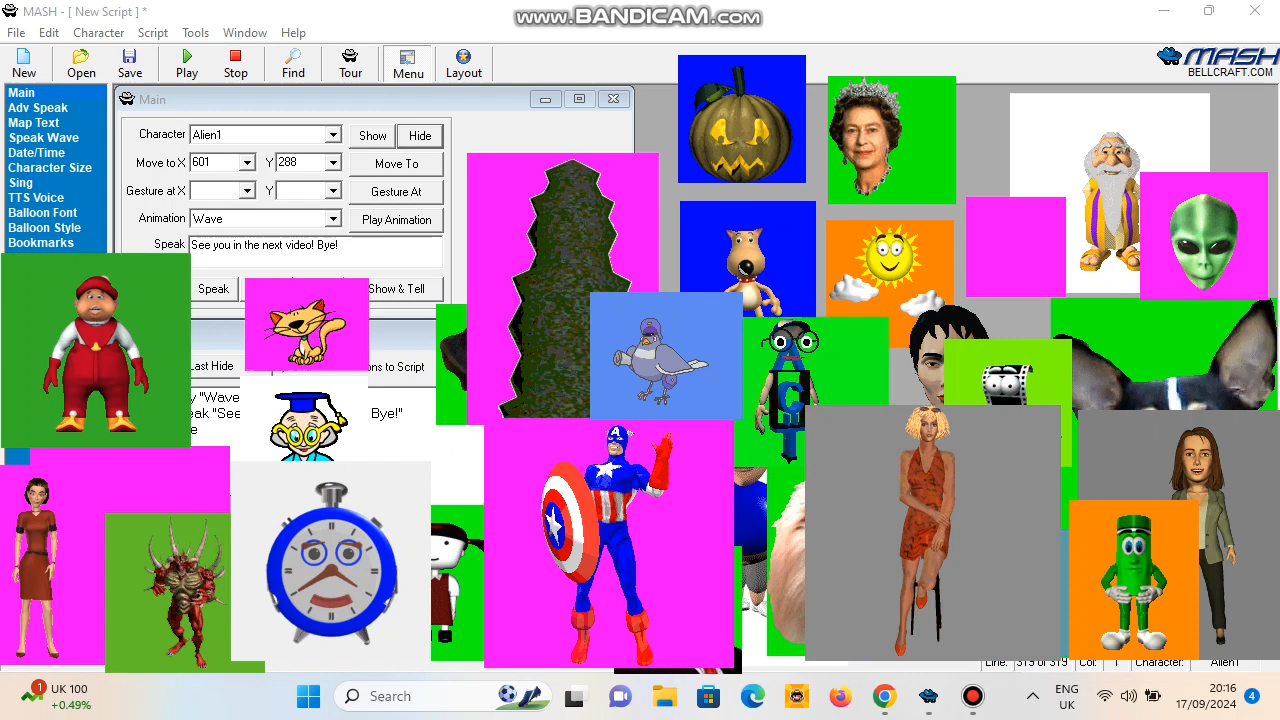 MASH - [ New Script ] *
www.BANDICAM.com
File Edit Character Script Tools Window Help
New Open Save Play Stop Find Tour Menu Layout
MASH
BELLCRAFT.COM
Main
Adv Speak
Map Text
Speak Wave
Date/Time
Character Size
Sing
TTS Voice
Balloon Font
Balloon Style
Bookmarks
Main
Character Alien1 Show Hide
Move to X 601 Y 288 Move To
Gesture at X Y Gesture At
Animation Wave Play Animation
Speak See you in the next video! Bye!
Speak Show & Tell
Last Hide
to Script
"Wave
"See Bye!"
A
A
C
T
Line: 319 of 319 Col: 1 Character: Alien1
1
UK 100
+0.49%
Search
ENG
UK
20:16
17/09/2024
4